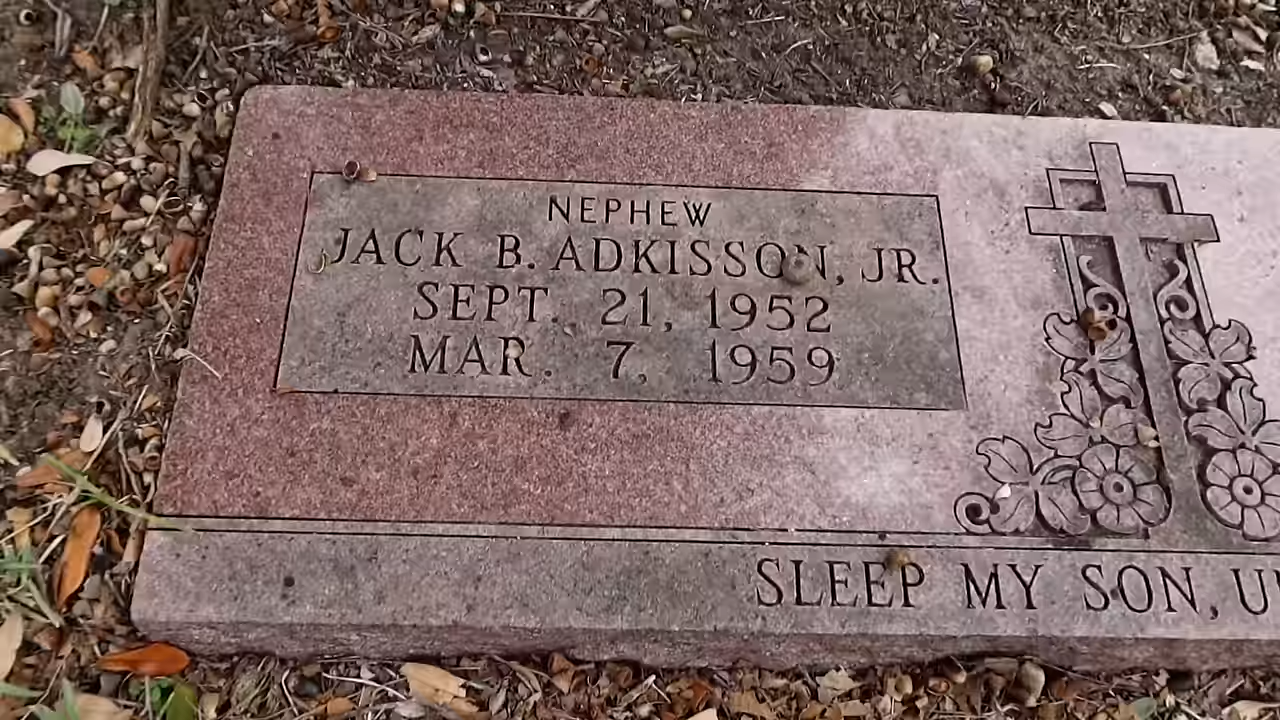 NEPHEW
JACK B. ADKISSON, JR.
SEPT. 21, 1952
MAR. 7, 1959
SLEEP MY SON,